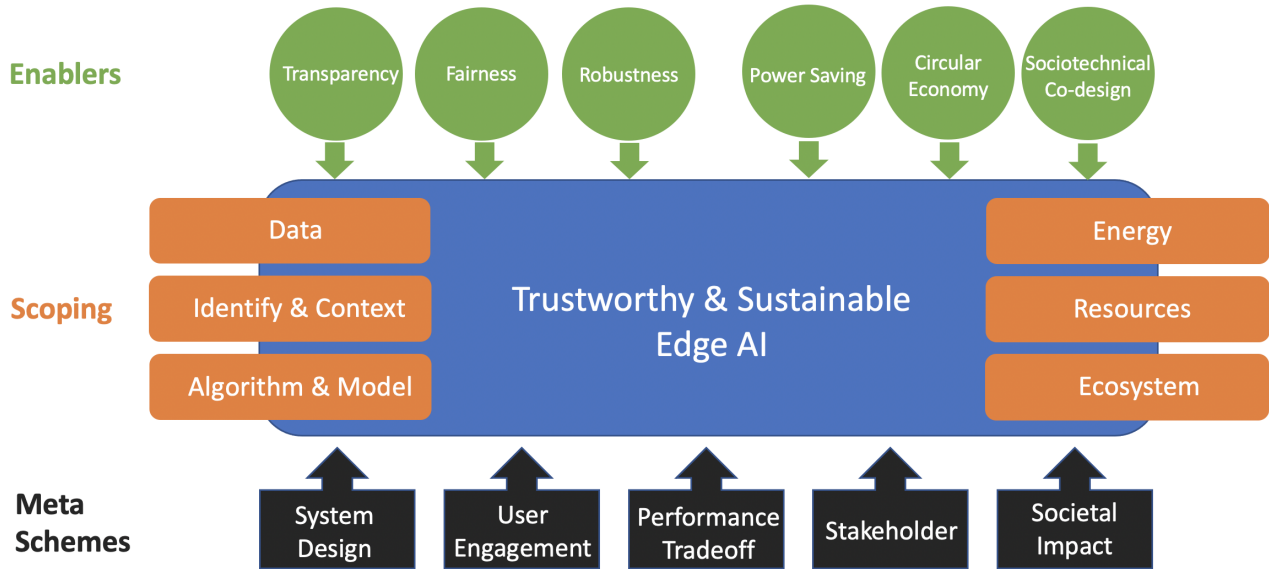 Enablers
Transparency
Fairness
Robustness
Power Saving
Circular
Economy
Sociotechnical
Co-design
Scoping
Data
Identify & Context
Algorithm & Model
Trustworthy & Sustainable
Edge AI
Energy
Resources
Ecosystem
Meta
Schemes
System
Design
User
Engagement
Performance
Tradeoff
Stakeholder
Societal
Impact